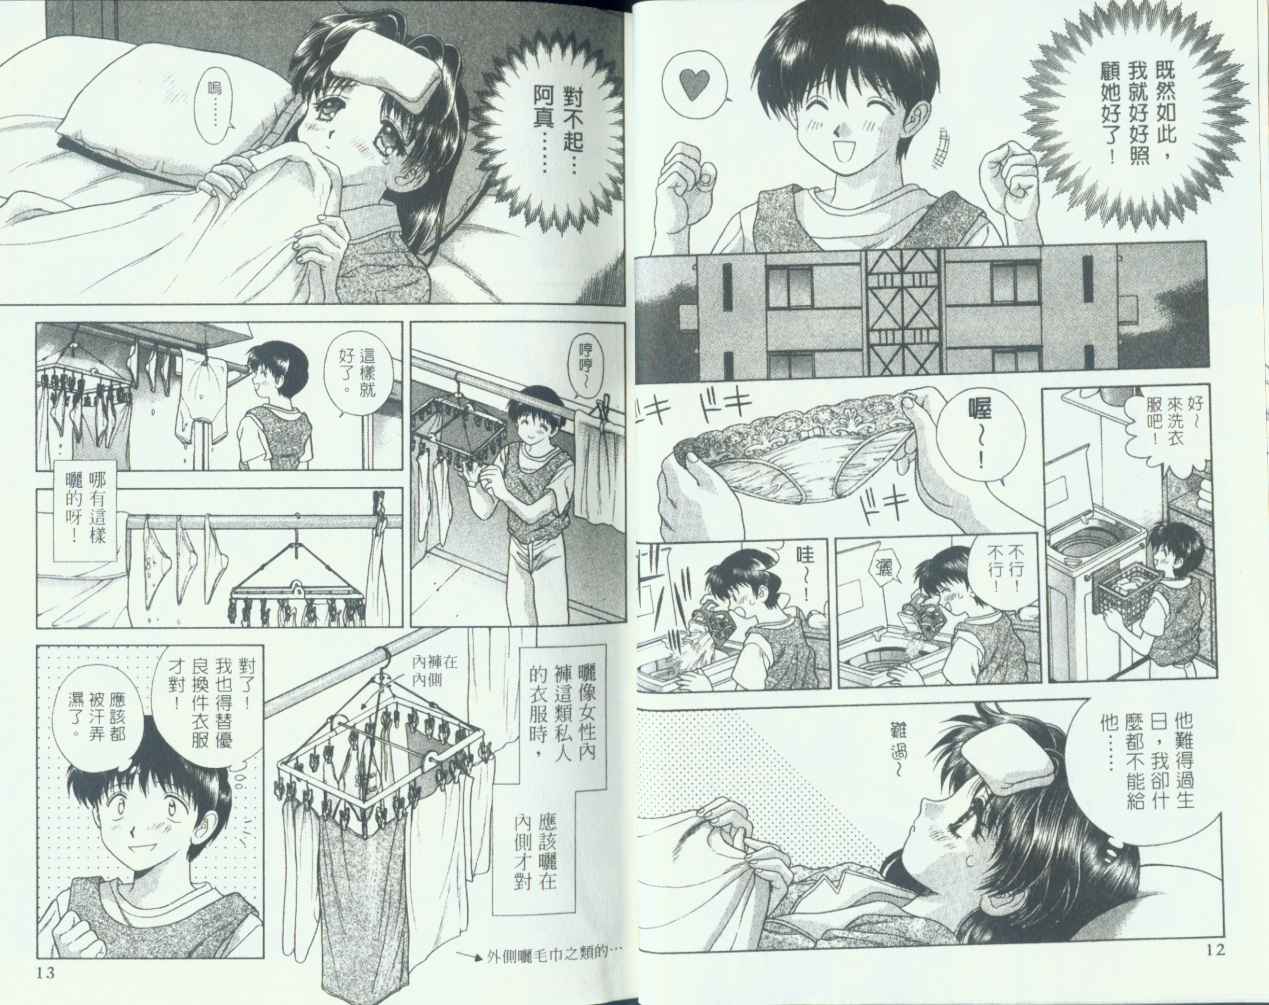 既然如此，
我就好好照
顧她好了！
好～
來洗衣
服吧！
喔～！
ドキ
ドキ
ドキ
不行！
不行！
灑
哇～！
他難得過生
日，我卻什
麼都不能給
他……
難過～
12
對不起…
阿真……
嗚……
哼哼～
這樣就
好了。
哪有這樣
曬的呀！
曬像女性內
褲這類私人
的衣服時，
應該曬在
內側才對
內褲在
內側
外側曬毛巾之類的…
對了！
我也得替優
良換件衣服
才對！
應該都
被汗弄
濕了。
13